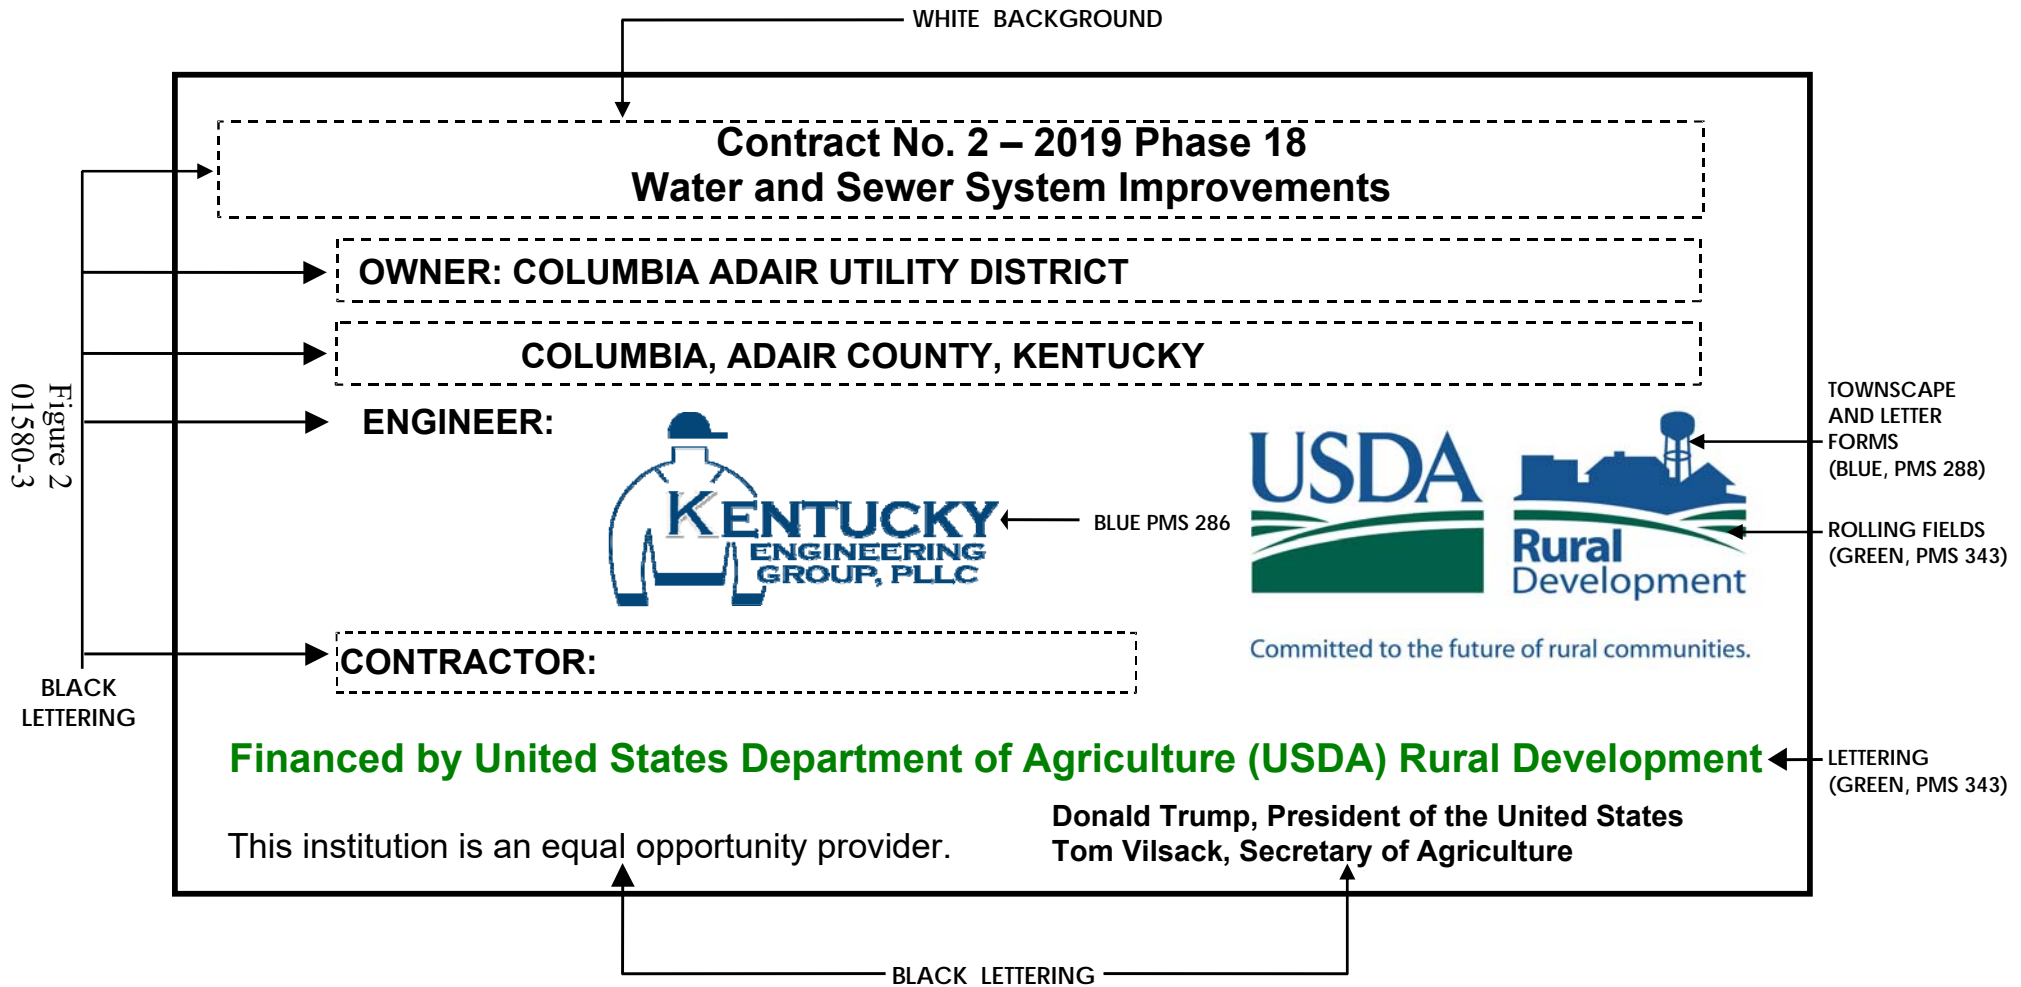 WHITE BACKGROUND
Contract No. 2 – 2019 Phase 18
Water and Sewer System Improvements
OWNER: COLUMBIA ADAIR UTILITY DISTRICT
COLUMBIA, ADAIR COUNTY, KENTUCKY
ENGINEER:
KENTUCKY
ENGINEERING
GROUP, PLLC
BLUE PMS 286
USDA
Rural
Development
Committed to the future of rural communities.
TOWNSCAPE
AND LETTER
FORMS
(BLUE, PMS 288)
ROLLING FIELDS
(GREEN, PMS 343)
Figure 2
01580-3
CONTRACTOR:
BLACK
LETTERING
Financed by United States Department of Agriculture (USDA) Rural Development
LETTERING
(GREEN, PMS 343)
This institution is an equal opportunity provider.
Donald Trump, President of the United States
Tom Vilsack, Secretary of Agriculture
BLACK LETTERING